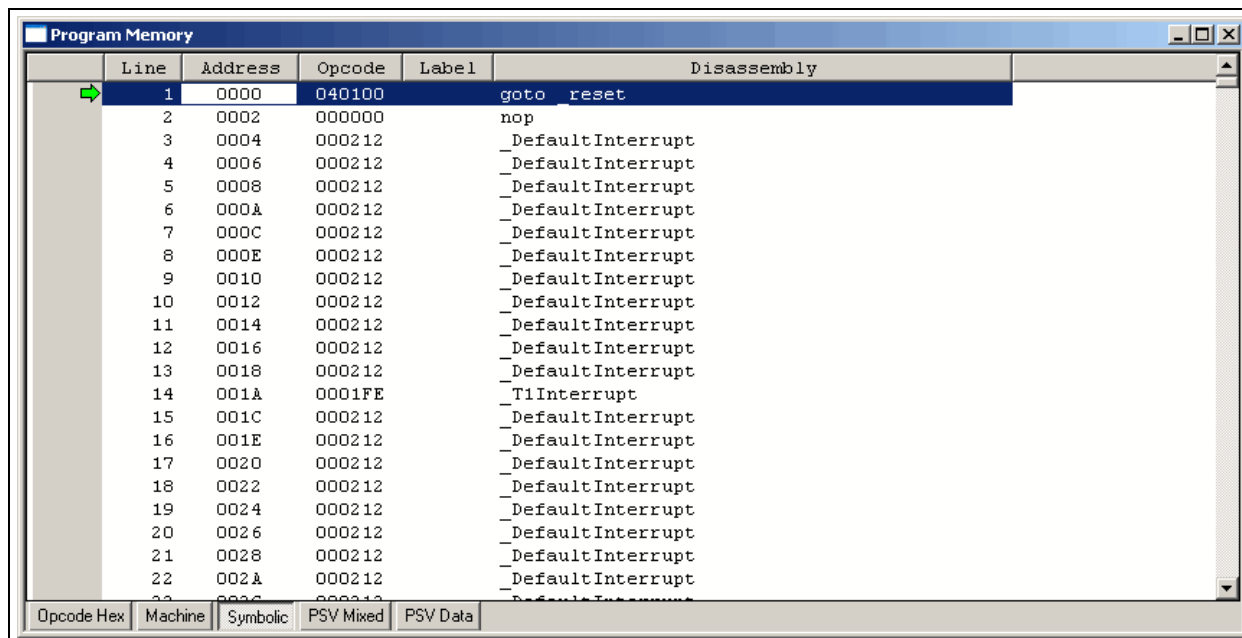 Program Memory
Line Address Opcode Label Disassembly
1 0000 040100 goto _reset
2 0002 000000 nop
3 0004 000212 _DefaultInterrupt
4 0006 000212 _DefaultInterrupt
5 0008 000212 _DefaultInterrupt
6 000A 000212 _DefaultInterrupt
7 000C 000212 _DefaultInterrupt
8 000E 000212 _DefaultInterrupt
9 0010 000212 _DefaultInterrupt
10 0012 000212 _DefaultInterrupt
11 0014 000212 _DefaultInterrupt
12 0016 000212 _DefaultInterrupt
13 0018 000212 _DefaultInterrupt
14 001A 0001FE _T1Interrupt
15 001C 000212 _DefaultInterrupt
16 001E 000212 _DefaultInterrupt
17 0020 000212 _DefaultInterrupt
18 0022 000212 _DefaultInterrupt
19 0024 000212 _DefaultInterrupt
20 0026 000212 _DefaultInterrupt
21 0028 000212 _DefaultInterrupt
22 002A 000212 _DefaultInterrupt
Opcode Hex Machine Symbolic PSV Mixed PSV Data